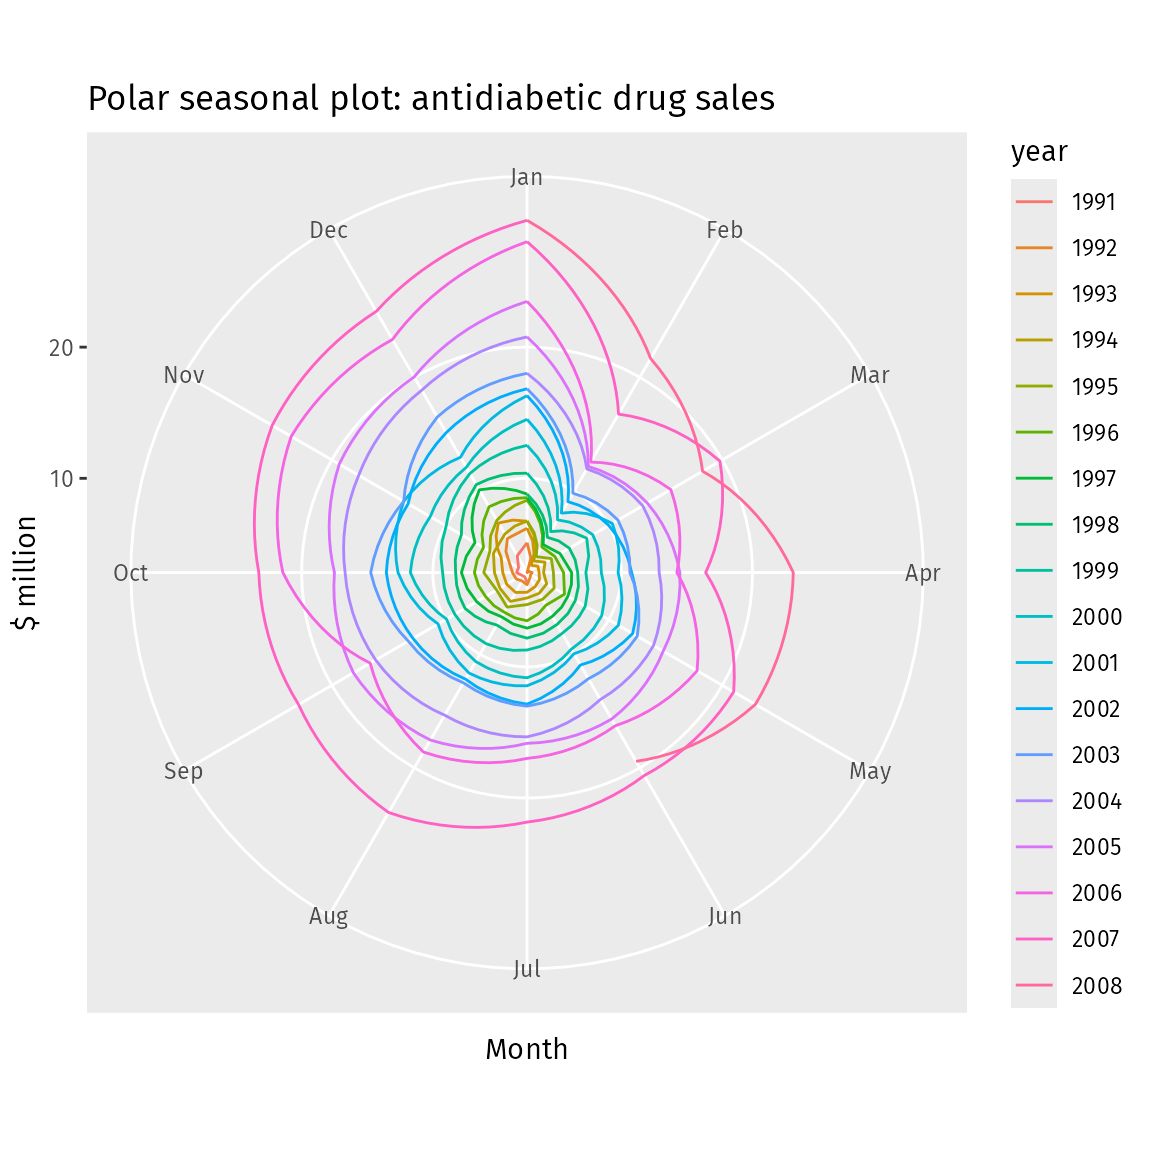 Polar seasonal plot: antidiabetic drug sales
year
1991
1992
1993
1994
1995
1996
1997
1998
1999
2000
2001
2002
2003
2004
2005
2006
2007
2008
Jan
Feb
Mar
Apr
May
Jun
Jul
Aug
Sep
Oct
Nov
Dec
20
10
$ million
Month